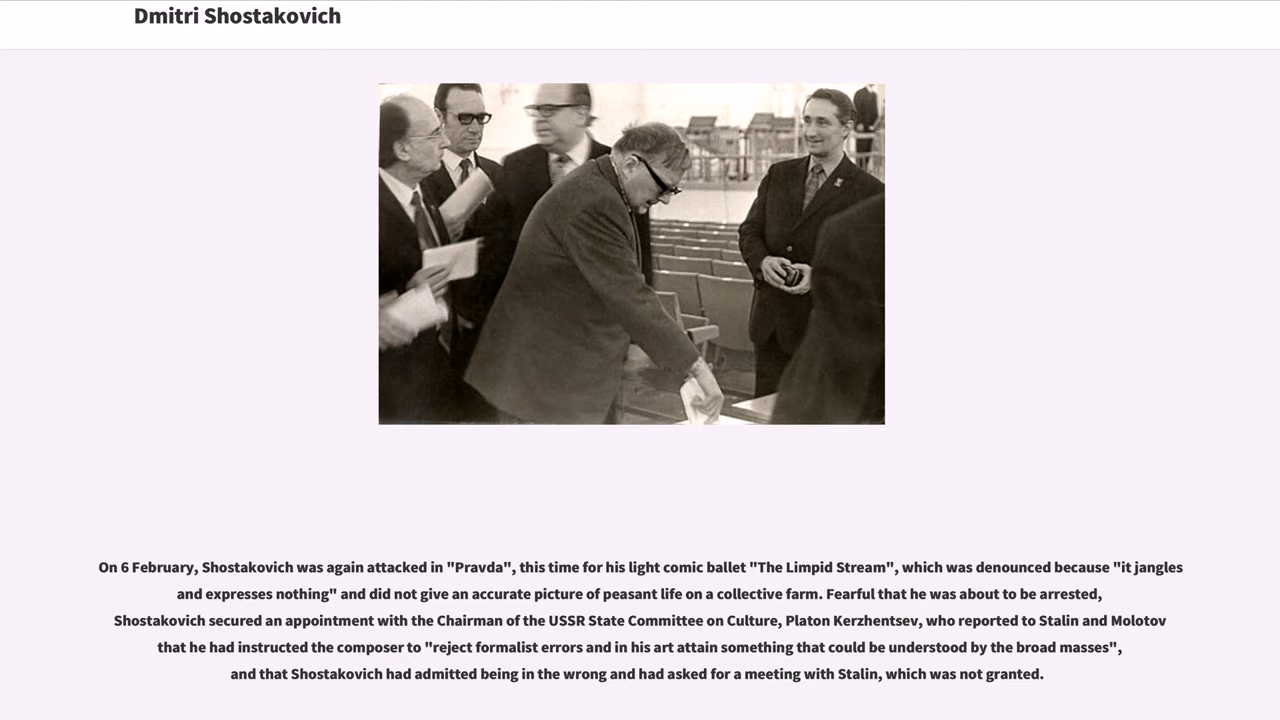 Dmitri Shostakovich
On 6 February, Shostakovich was again attacked in "Pravda", this time for his light comic ballet "The Limpid Stream", which was denounced because "it jangles
and expresses nothing" and did not give an accurate picture of peasant life on a collective farm. Fearful that he was about to be arrested,
Shostakovich secured an appointment with the Chairman of the USSR State Committee on Culture, Platon Kerzhentsev, who reported to Stalin and Molotov
that he had instructed the composer to "reject formalist errors and in his art attain something that could be understood by the broad masses",
and that Shostakovich had admitted being in the wrong and had asked for a meeting with Stalin, which was not granted.